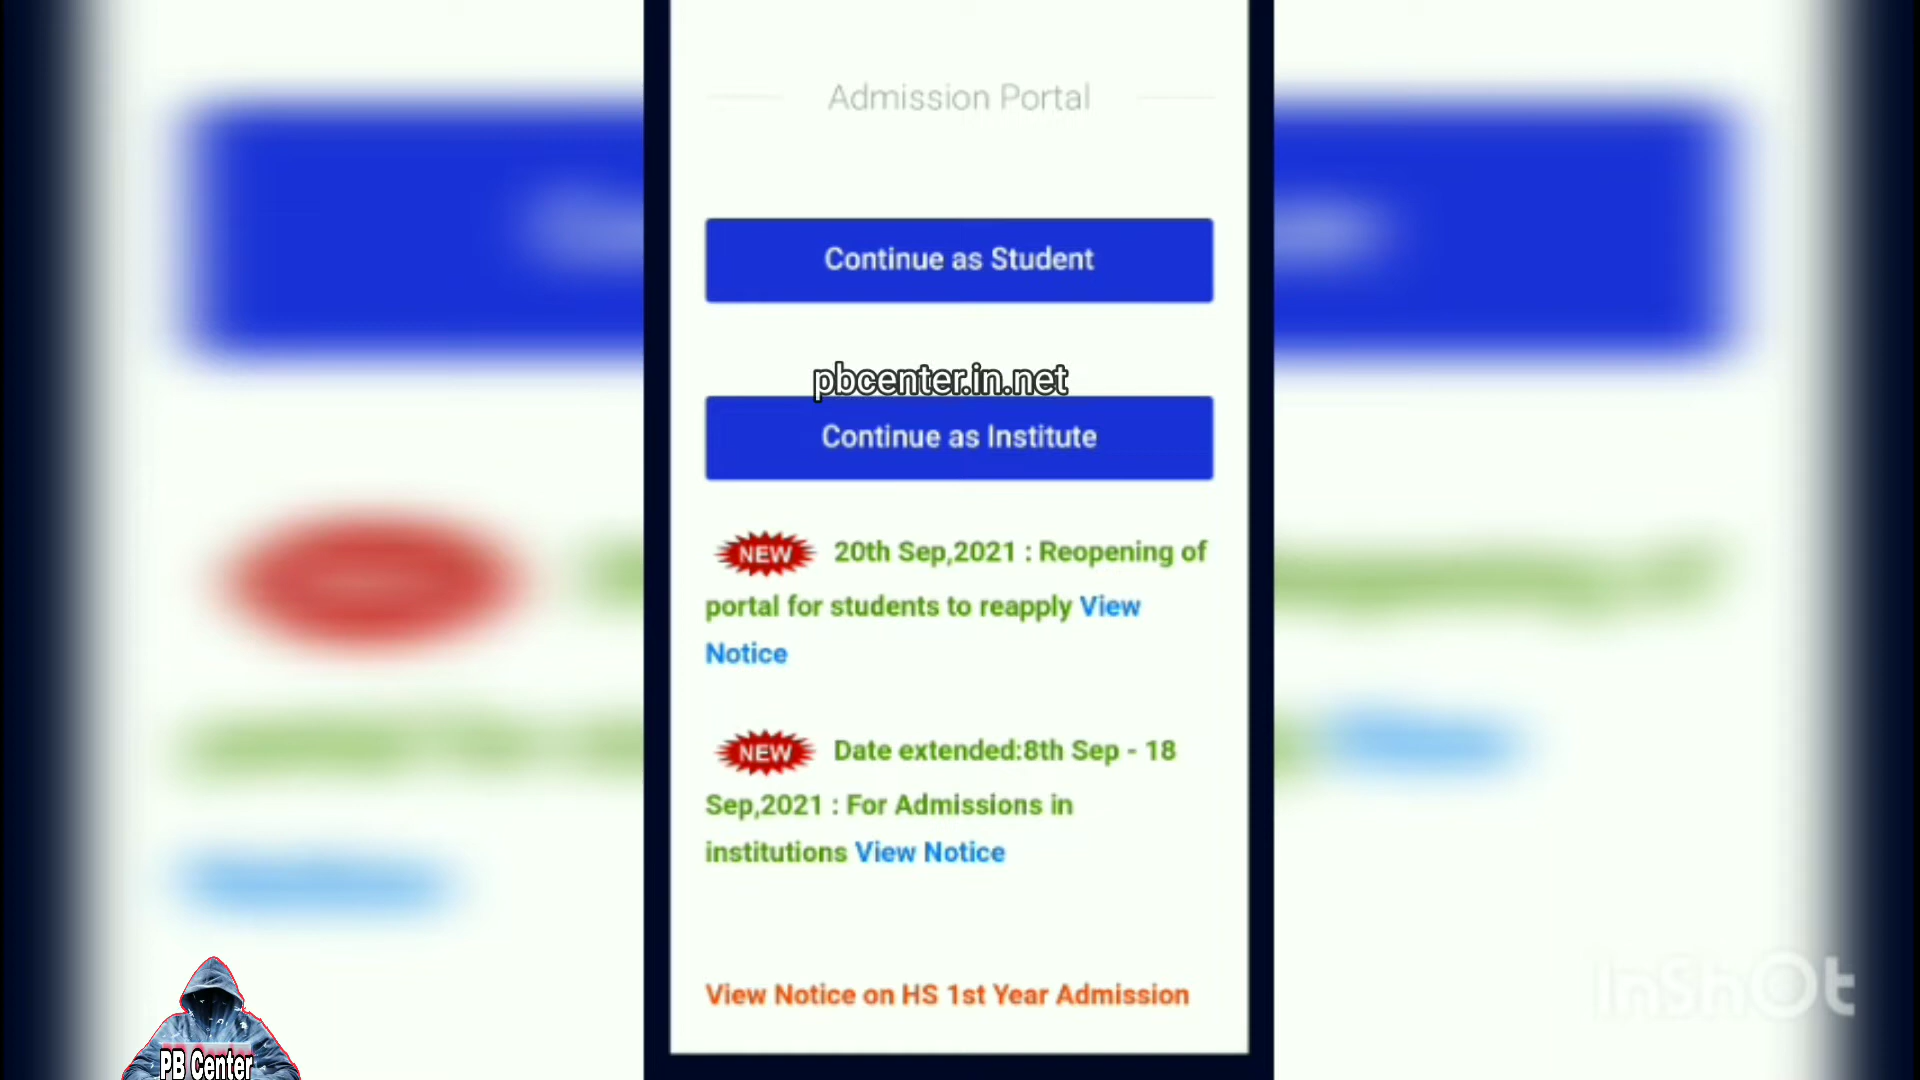 Admission Portal
Continue as Student
pbcenter.in.net
Continue as Institute
NEW 20th Sep,2021 : Reopening of
portal for students to reapply View
Notice
NEW Date extended:8th Sep - 18
Sep,2021 : For Admissions in
institutions View Notice
View Notice on HS 1st Year Admission
PB Center
InShOt